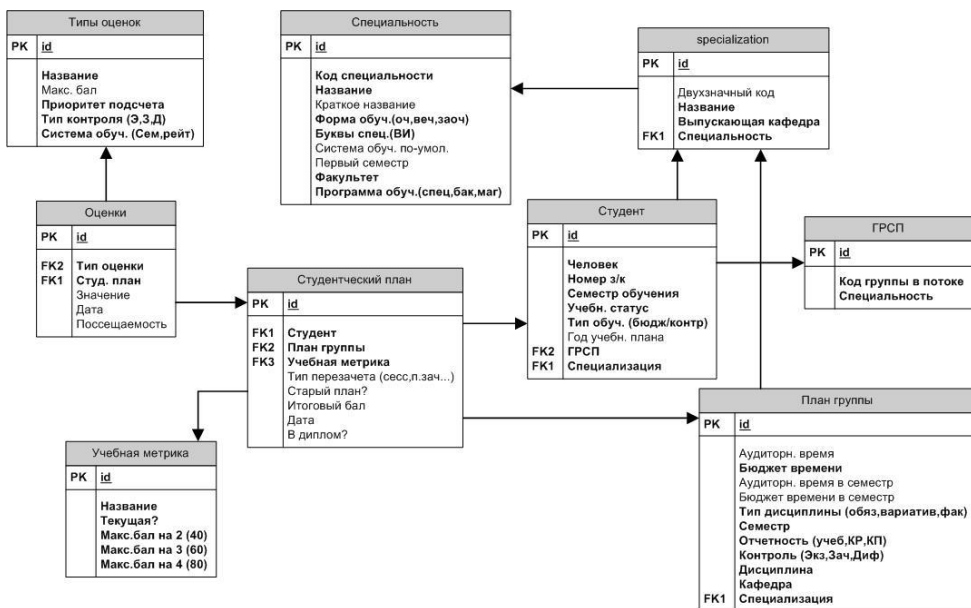 Типы оценок
PK id
Название
Макс. бал
Приоритет подсчета
Тип контроля (Э,З,Д)
Система обуч. (Сем,рейт)
Специальность
PK id
Код специальности
Название
Краткое название
Форма обуч.(оч,веч,заоч)
Буквы спец.(ВИ)
Система обуч. по-умол.
Первый семестр
Факультет
Программа обуч.(спец,бак,маг)
specialization
PK id
Двухзначный код
Название
Выпускающая кафедра
FK1 Специальность
Оценки
PK id
FK2 Тип оценки
FK1 Студ. план
Значение
Дата
Поссещаемость
Студентческий план
PK id
FK1 Студент
FK2 План группы
FK3 Учебная метрика
Тип перезачета (сесс,п.зач...)
Старый план?
Итоговый бал
Дата
В диплом?
Студент
PK id
Человек
Номер з/к
Семестр обучения
Учебн. статус
Тип обуч. (бюдж/контр)
Год учебн. плана
FK2 ГРСП
FK1 Специализация
ГРСП
PK id
Код группы в потоке
Специальность
Учебная метрика
PK id
Название
Текущая?
Макс.бал на 2 (40)
Макс.бал на 3 (60)
Макс.бал на 4 (80)
План группы
PK id
Аудиторн. время
Бюджет времени
Аудиторн. время в семестр
Бюджет времени в семестр
Тип дисциплины (обяз,вариатив,фак)
Семестр
Отчетность (учеб,КР,КП)
Контроль (Экз,Зач,Диф)
Дисциплина
Кафедра
FK1 Специализация